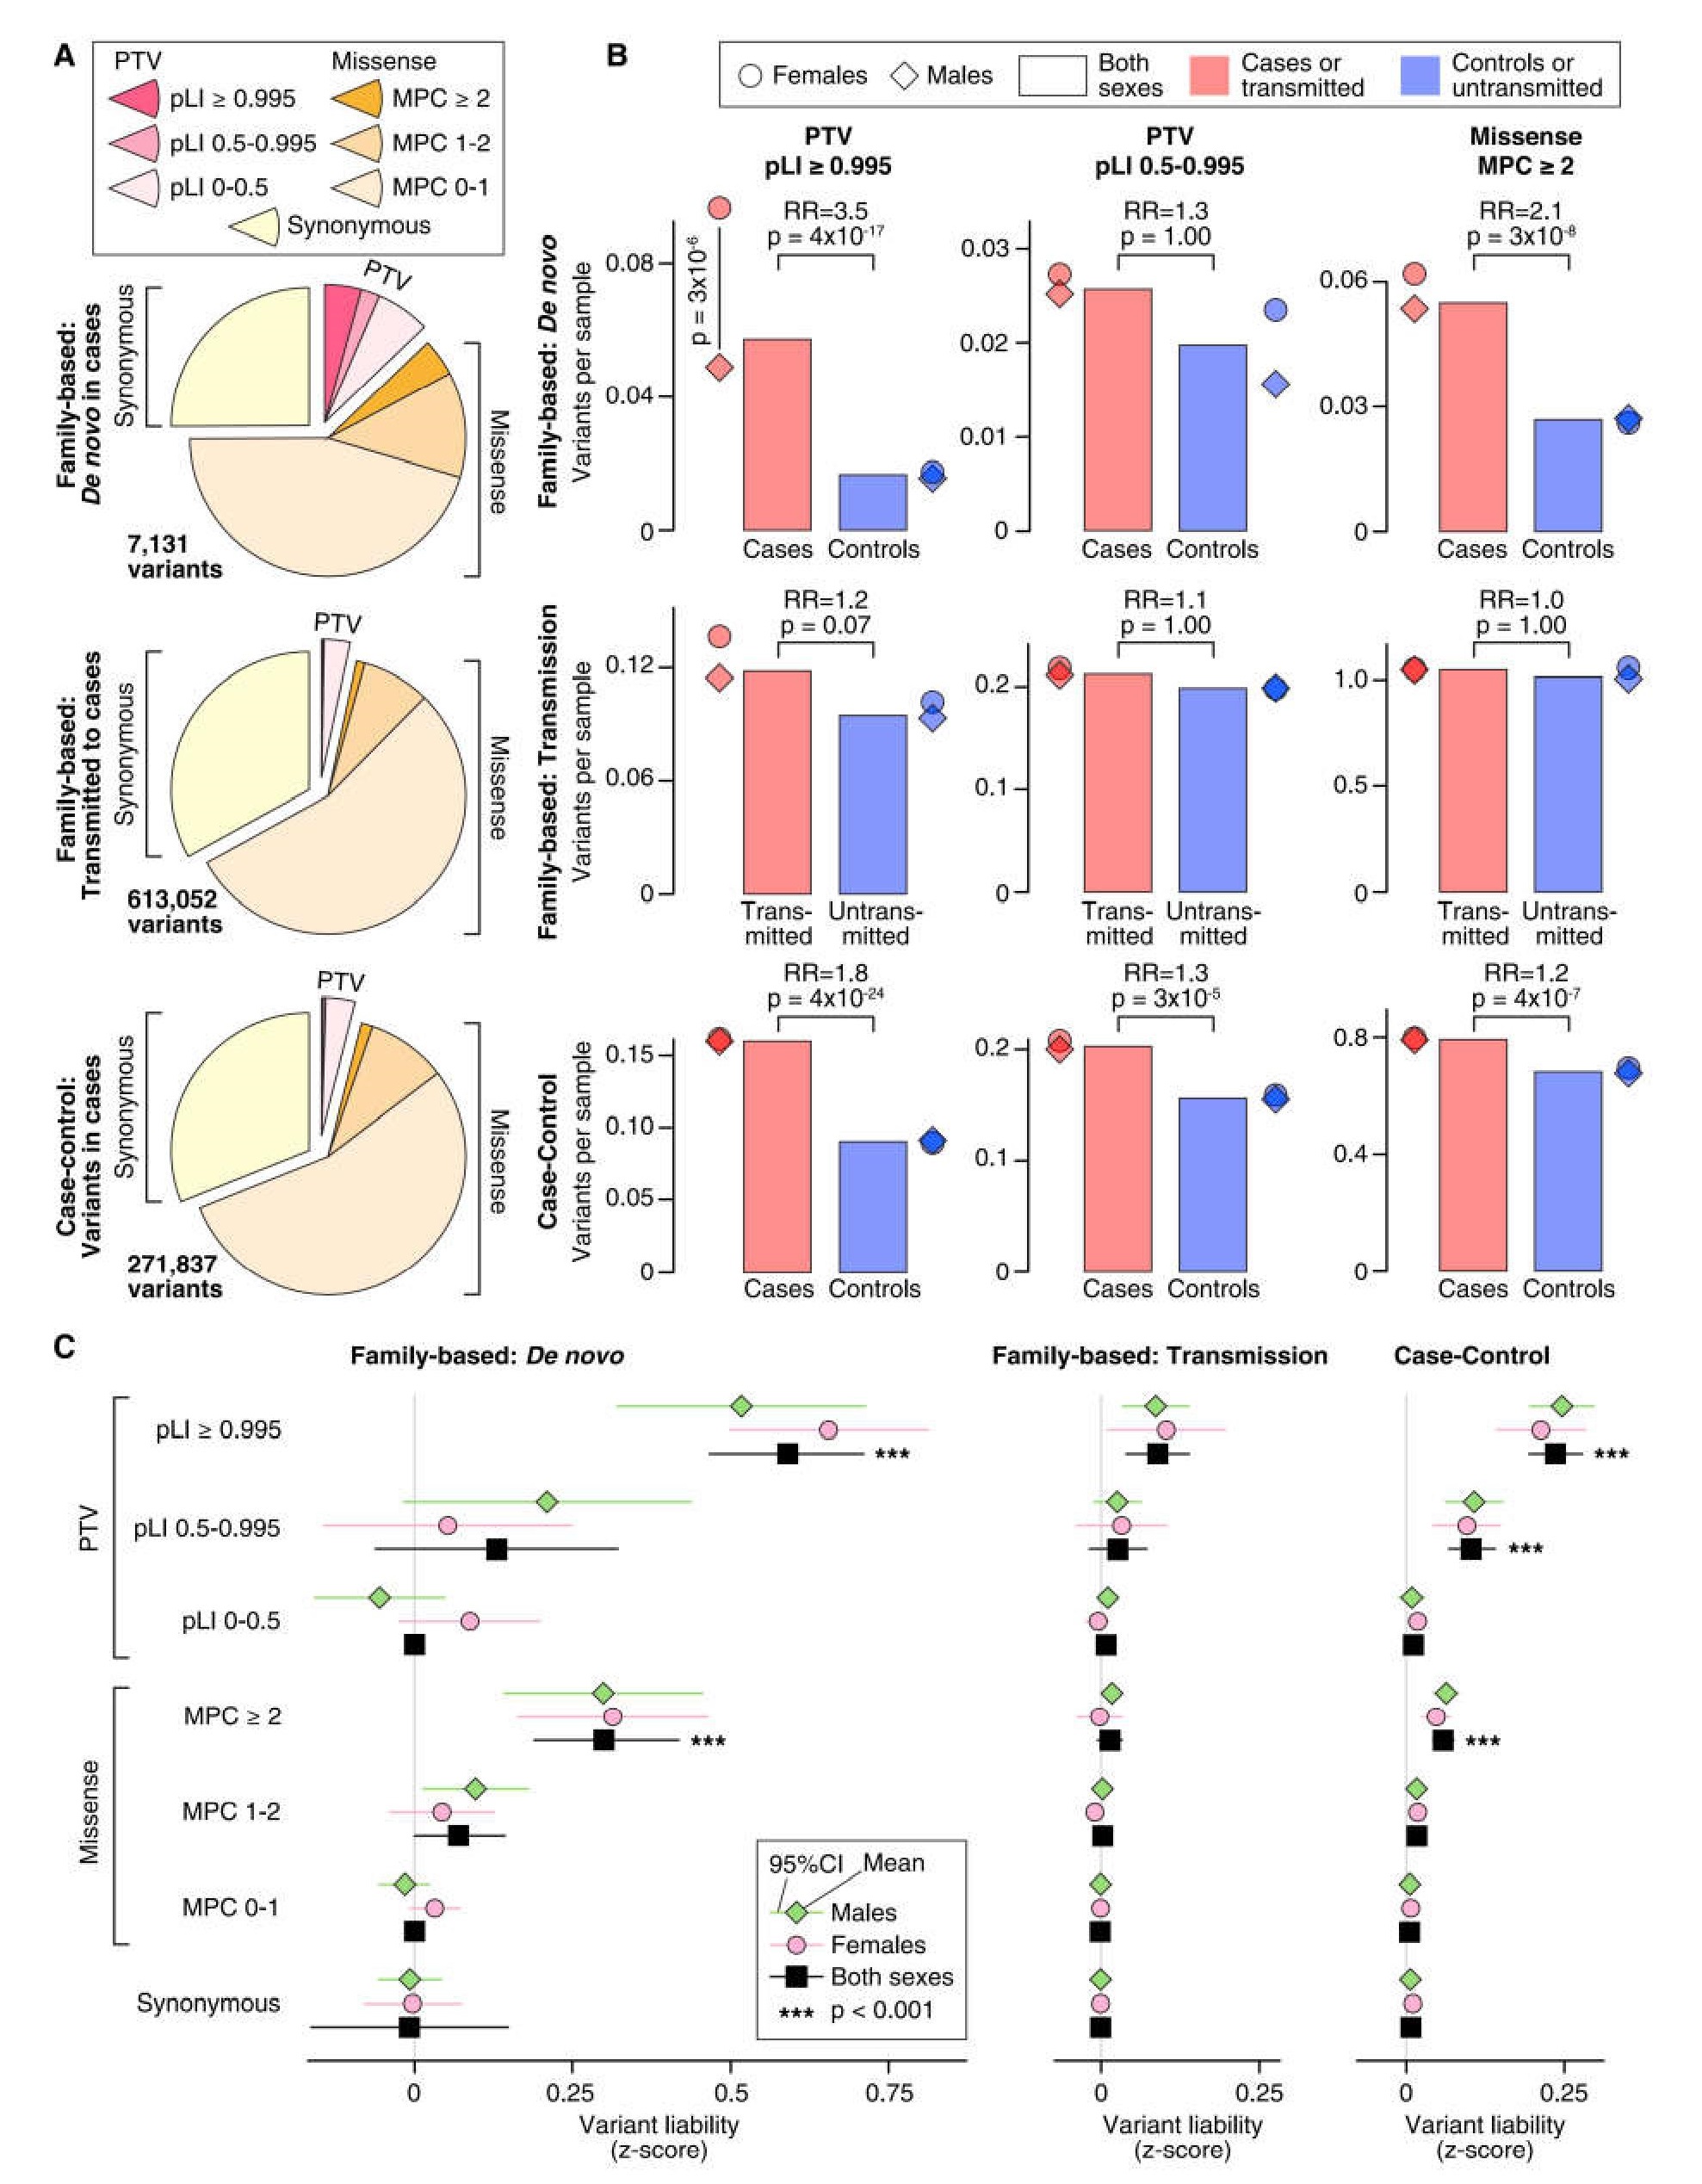 A
PTV
Missense
pLI ≥ 0.995
MPC ≥ 2
pLI 0.5-0.995
MPC 1-2
pLI 0-0.5
MPC 0-1
Synonymous
Family-based:
De novo in cases
Synonymous
PTV
Missense
7,131
variants
Family-based:
Transmitted to cases
Synonymous
PTV
Missense
613,052
variants
Case-control:
Variants in cases
Synonymous
PTV
Missense
271,837
variants
B
Females
Males
Both
sexes
Cases or
transmitted
Controls or
untransmitted
PTV
pLI ≥ 0.995
PTV
pLI 0.5-0.995
Missense
MPC ≥ 2
Family-based: De novo
Variants per sample
0.08
0.04
0
p = 3x10⁻⁶
RR=3.5
p = 4x10⁻¹⁷
Cases Controls
0.03
0.02
0.01
0
RR=1.3
p = 1.00
Cases Controls
0.06
0.03
0
RR=2.1
p = 3x10⁻⁸
Cases Controls
Family-based: Transmission
Variants per sample
0.12
0.06
0
RR=1.2
p = 0.07
Trans- Untrans-
mitted mitted
0.2
0.1
0
RR=1.1
p = 1.00
Trans- Untrans-
mitted mitted
1.0
0.5
0
RR=1.0
p = 1.00
Trans- Untrans-
mitted mitted
Case-Control
Variants per sample
0.15
0.10
0.05
0
RR=1.8
p = 4x10⁻²⁴
Cases Controls
0.2
0.1
0
RR=1.3
p = 3x10⁻⁵
Cases Controls
0.8
0.4
0
RR=1.2
p = 4x10⁻⁷
Cases Controls
C
Family-based: De novo
Family-based: Transmission
Case-Control
PTV
pLI ≥ 0.995
***
***
pLI 0.5-0.995
***
pLI 0-0.5
Missense
MPC ≥ 2
***
***
MPC 1-2
MPC 0-1
Synonymous
95%CI Mean
Males
Females
Both sexes
*** p < 0.001
0 0.25 0.5 0.75
Variant liability
(z-score)
0 0.25
Variant liability
(z-score)
0 0.25
Variant liability
(z-score)